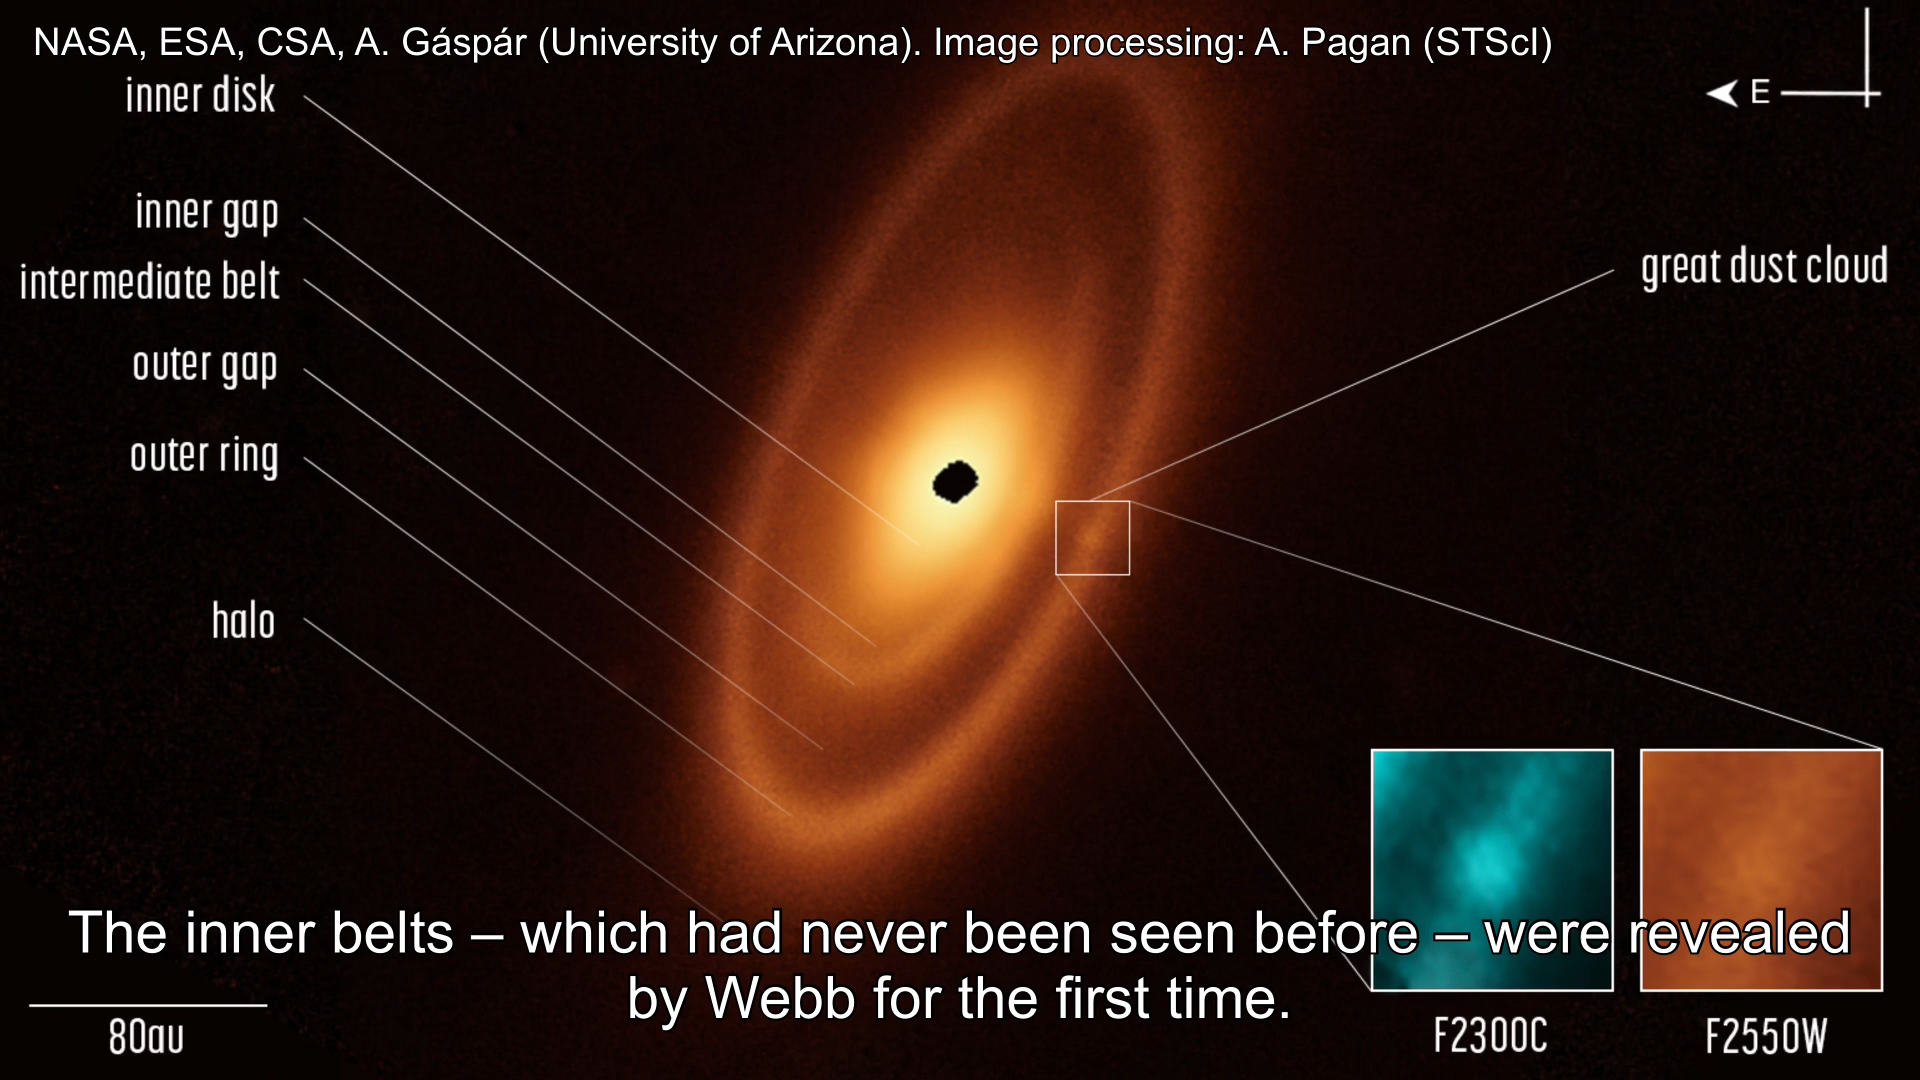 NASA, ESA, CSA, A. Gáspár (University of Arizona). Image processing: A. Pagan (STScI)
inner disk
E
inner gap
intermediate belt
great dust cloud
outer gap
outer ring
halo
The inner belts – which had never been seen before – were revealed
by Webb for the first time.
80au
F2300C
F2550W